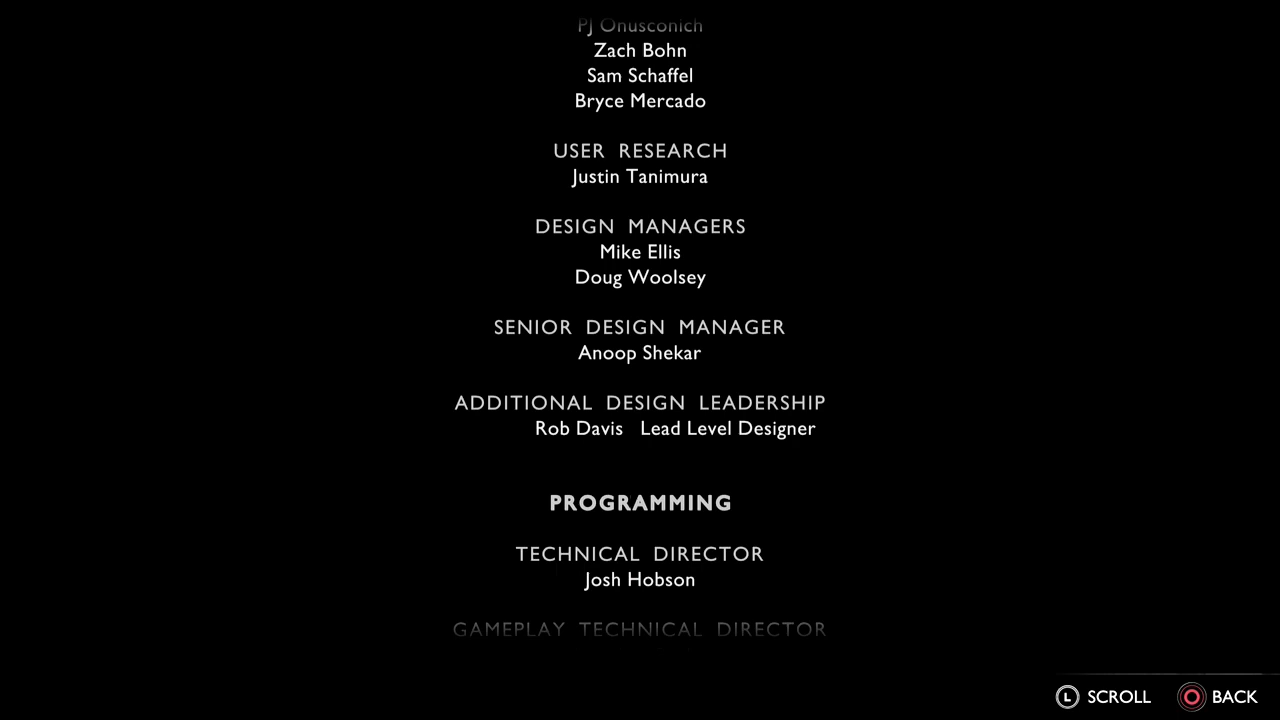 PJ Onusconich
Zach Bohn
Sam Schaffel
Bryce Mercado
USER RESEARCH
Justin Tanimura
DESIGN MANAGERS
Mike Ellis
Doug Woolsey
SENIOR DESIGN MANAGER
Anoop Shekar
ADDITIONAL DESIGN LEADERSHIP
Rob Davis Lead Level Designer
PROGRAMMING
TECHNICAL DIRECTOR
Josh Hobson
GAMEPLAY TECHNICAL DIRECTOR
L SCROLL BACK